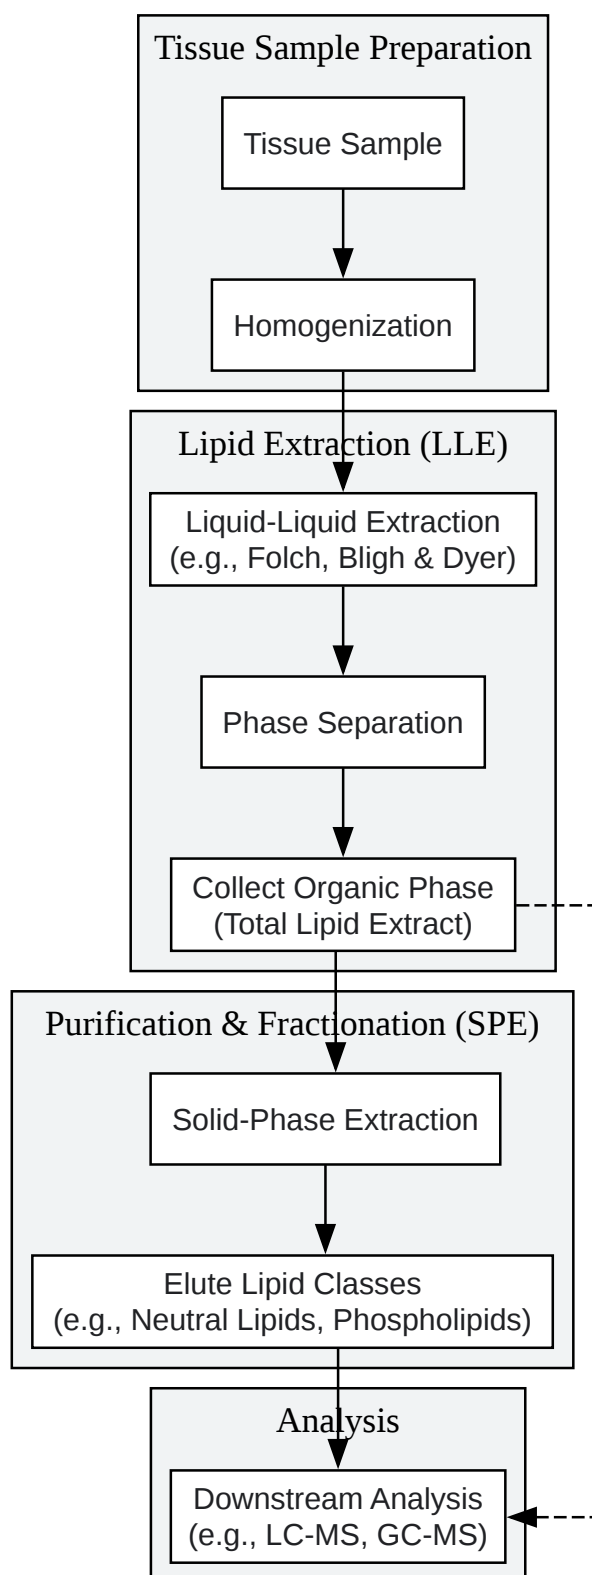 Tissue Sample Preparation
Tissue Sample
Homogenization
Lipid Extraction (LLE)
Liquid-Liquid Extraction
(e.g., Folch, Bligh & Dyer)
Phase Separation
Collect Organic Phase
(Total Lipid Extract)
Purification & Fractionation (SPE)
Solid-Phase Extraction
Elute Lipid Classes
(e.g., Neutral Lipids, Phospholipids)
Analysis
Downstream Analysis
(e.g., LC-MS, GC-MS)